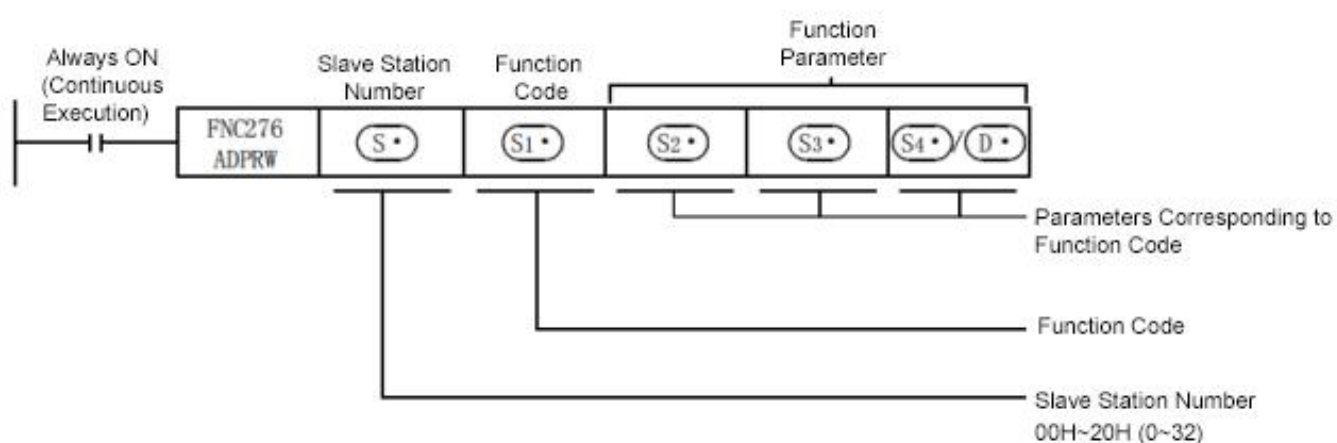 Function
Parameter
Always ON
(Continuous
Execution)
Slave Station
Number
Function
Code
FNC276
ADPRW
S•
S1•
S2•
S3•
S4•/D•
Parameters Corresponding to
Function Code
Function Code
Slave Station Number
00H~20H (0~32)